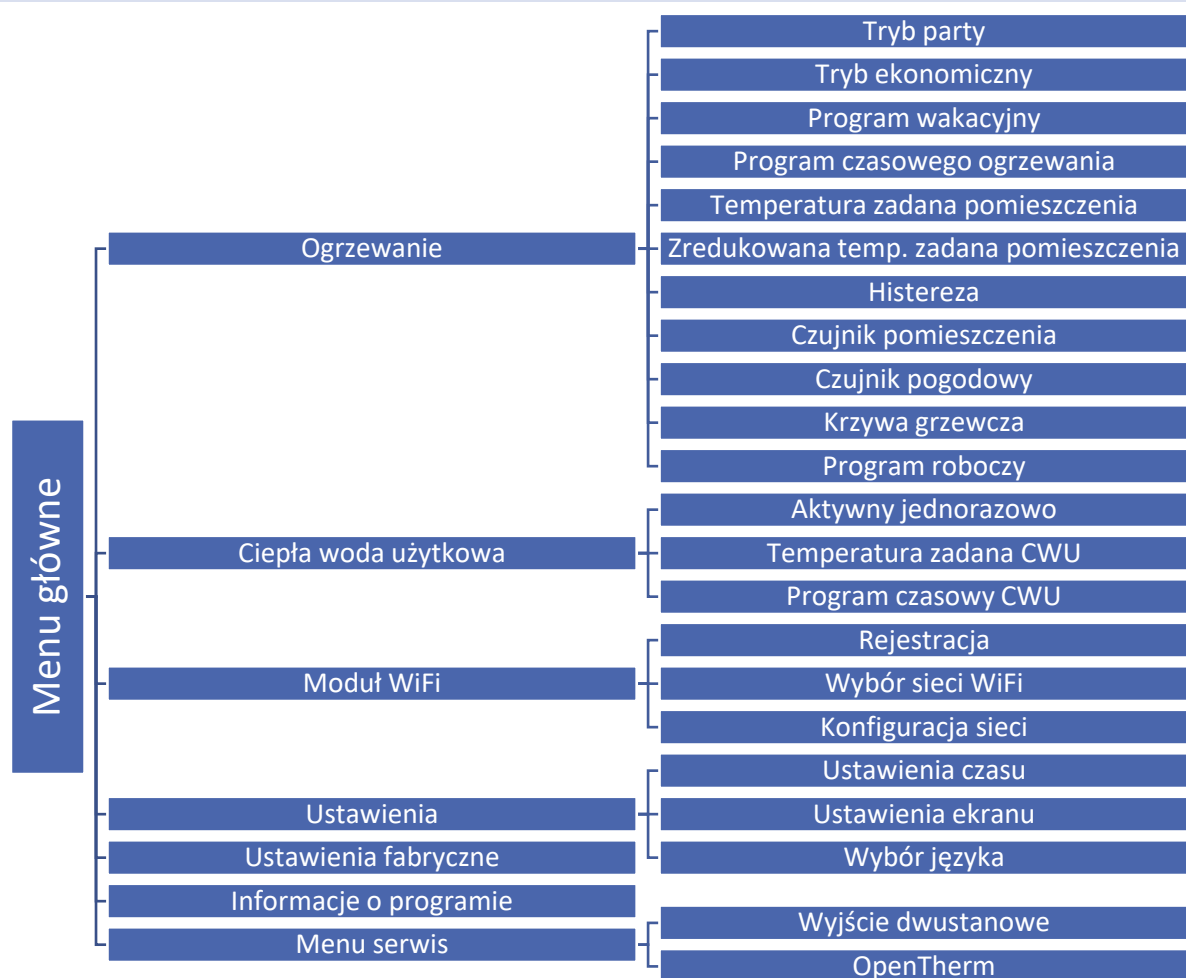 Menu główne
Ogrzewanie
Tryb party
Tryb ekonomiczny
Program wakacyjny
Program czasowego ogrzewania
Temperatura zadana pomieszczenia
Zredukowana temp. zadana pomieszczenia
Histereza
Czujnik pomieszczenia
Czujnik pogodowy
Krzywa grzewcza
Program roboczy
Ciepła woda użytkowa
Aktywny jednorazowo
Temperatura zadana CWU
Program czasowy CWU
Moduł WiFi
Rejestracja
Wybór sieci WiFi
Konfiguracja sieci
Ustawienia
Ustawienia czasu
Ustawienia ekranu
Wybór języka
Ustawienia fabryczne
Informacje o programie
Menu serwis
Wyjście dwustanowe
OpenTherm